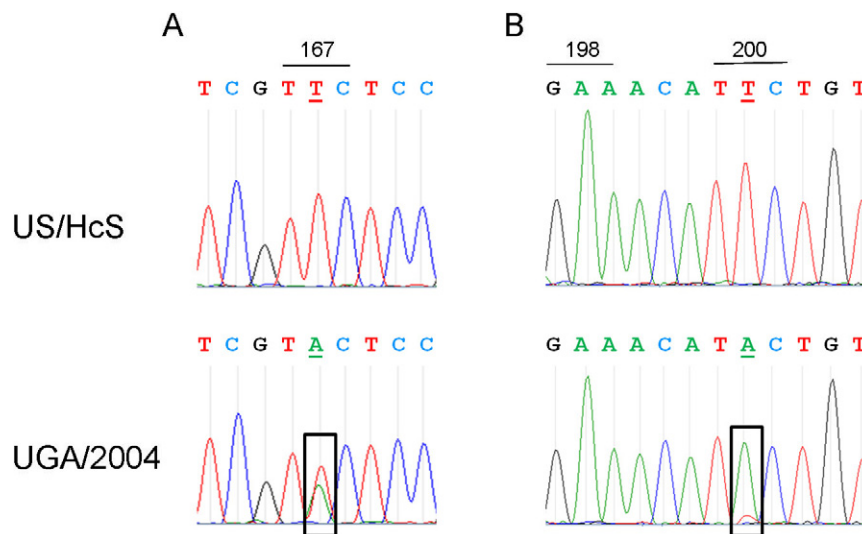 A B
167 198 200
T C G T T C T C C G A A A C A T T C T G T
US/HcS
T C G T A C T C C G A A A C A T A C T G T
UGA/2004